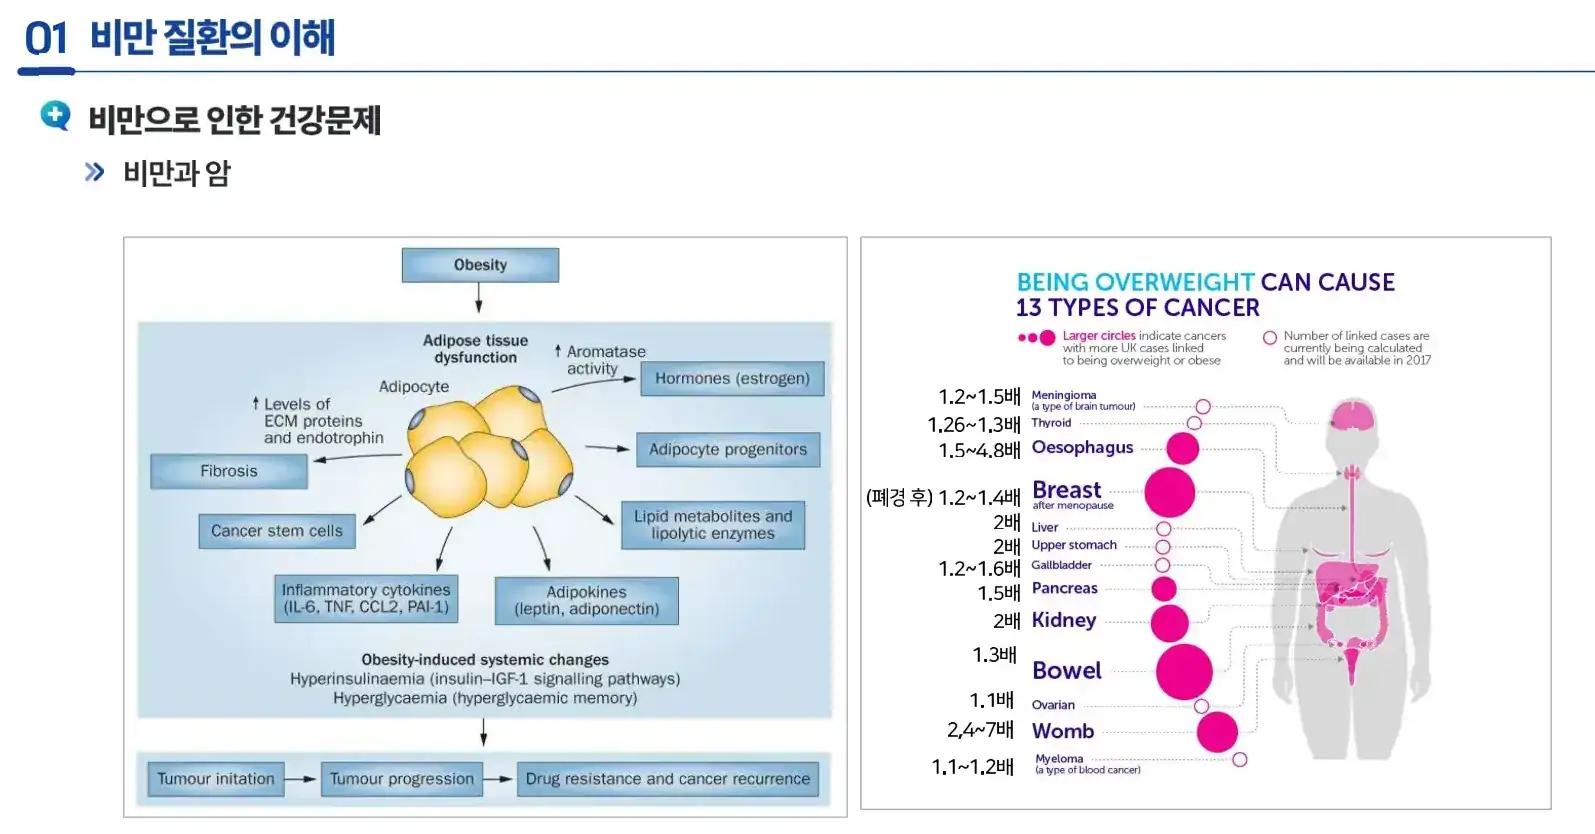 01 비만 질환의 이해
비만으로 인한 건강문제
비만과 암
Obesity
Adipose tissue
dysfunction
↑ Aromatase
activity
Hormones (estrogen)
Adipocyte
↑ Levels of
ECM proteins
and endotrophin
Adipocyte progenitors
Fibrosis
Lipid metabolites and
lipolytic enzymes
Cancer stem cells
Inflammatory cytokines
(IL-6, TNF, CCL2, PAI-1)
Adipokines
(leptin, adiponectin)
Obesity-induced systemic changes
Hyperinsulinaemia (insulin–IGF-1 signalling pathways)
Hyperglycaemia (hyperglycaemic memory)
Tumour initation
Tumour progression
Drug resistance and cancer recurrence
BEING OVERWEIGHT CAN CAUSE
13 TYPES OF CANCER
Larger circles indicate cancers
with more UK cases linked
to being overweight or obese
Number of linked cases are
currently being calculated
and will be available in 2017
1.2~1.5배 Meningioma
(a type of brain tumour)
1.26~1.3배 Thyroid
1.5~4.8배 Oesophagus
(폐경 후) 1.2~1.4배 Breast
after menopause
2배 Liver
2배 Upper stomach
1.2~1.6배 Gallbladder
1.5배 Pancreas
2배 Kidney
1.3배 Bowel
1.1배 Ovarian
2,4~7배 Womb
1.1~1.2배 Myeloma
(a type of blood cancer)